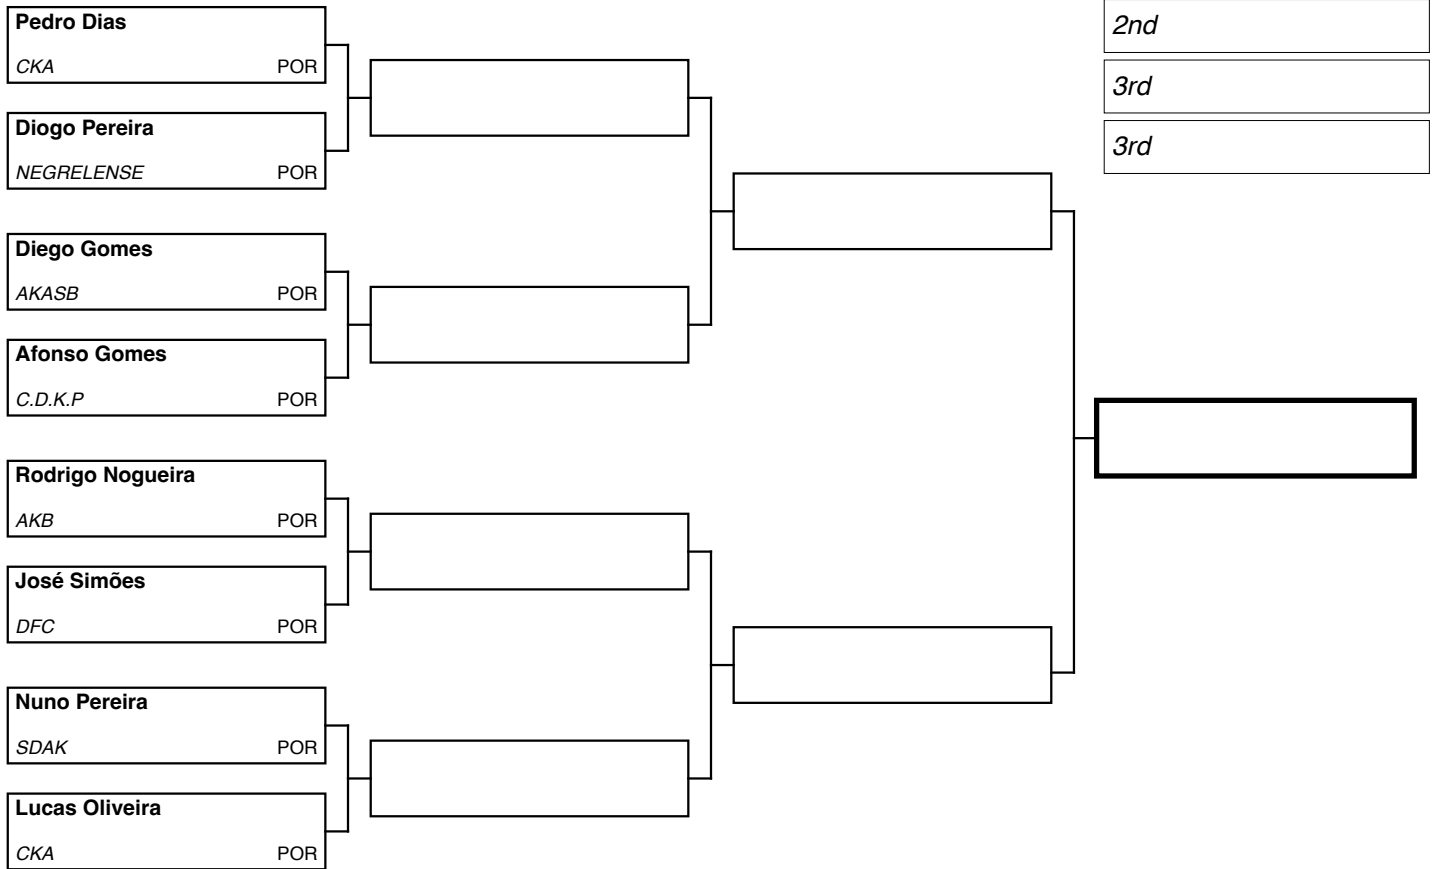 Pedro Dias
CKA POR
Diogo Pereira
NEGRELENSE POR
Diego Gomes
AKASB POR
Afonso Gomes
C.D.K.P POR
Rodrigo Nogueira
AKB POR
José Simões
DFC POR
Nuno Pereira
SDAK POR
Lucas Oliveira
CKA POR
2nd
3rd
3rd